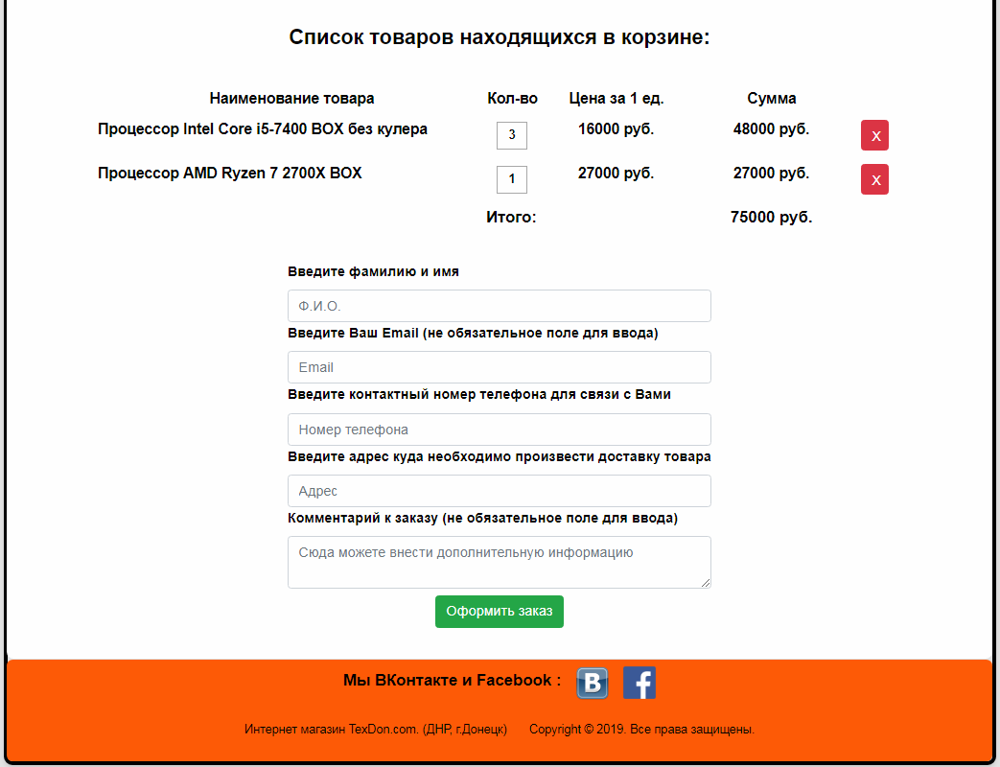 Список товаров находящихся в корзине:
Наименование товара Кол-во Цена за 1 ед. Сумма
Процессор Intel Core i5-7400 BOX без кулера 3 16000 руб. 48000 руб. X
Процессор AMD Ryzen 7 2700X BOX 1 27000 руб. 27000 руб. X
Итого: 75000 руб.
Введите фамилию и имя
Ф.И.О.
Введите Ваш Email (не обязательное поле для ввода)
Email
Введите контактный номер телефона для связи с Вами
Номер телефона
Введите адрес куда необходимо произвести доставку товара
Адрес
Комментарий к заказу (не обязательное поле для ввода)
Сюда можете внести дополнительную информацию
Оформить заказ
Мы ВКонтакте и Facebook : B f
Интернет магазин TexDon.com. (ДНР, г.Донецк) Copyright © 2019. Все права защищены.